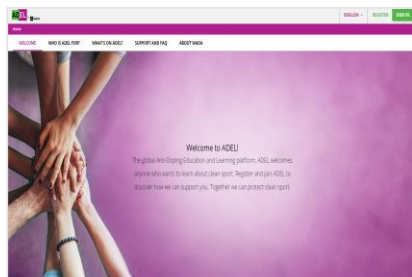 ADEL
ENGLISH
REGISTER
SIGN IN
Home
WELCOME
WHO IS ADEL FOR?
WHAT'S ON ADEL?
SUPPORT AND FAQ
ABOUT WADA
Welcome to ADEL!
The global Anti-Doping Education and Learning platform. ADEL welcomes
anyone who wants to learn about clean sport. Register and join ADEL to
discover how we can support you. Together we can protect clean sport.